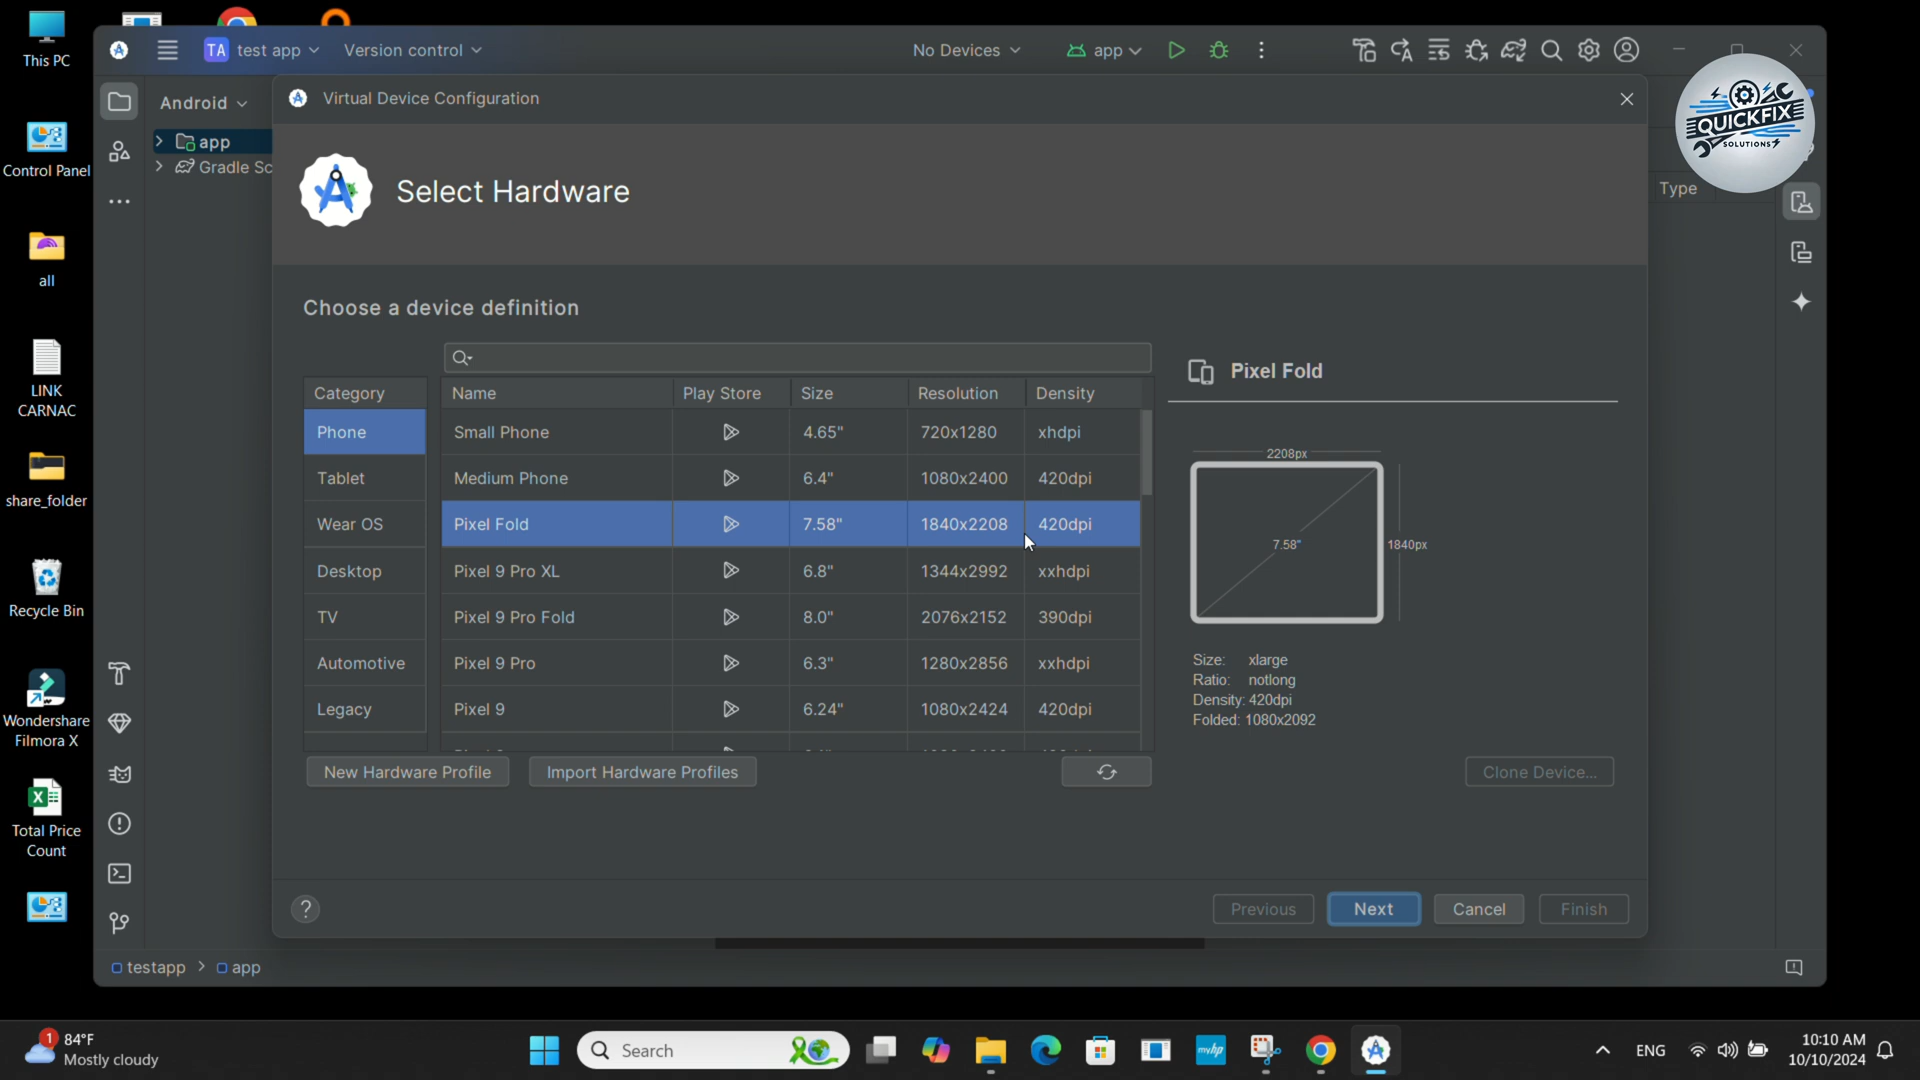 This PC
Control Panel
all
LINK
CARNAC
share_folder
Recycle Bin
Wondershare
Filmora X
Total Price
Count
TA test app
Version control
No Devices
app
QUICKFIX
SOLUTIONS
Android
app
Gradle Sc
Type
Virtual Device Configuration
Select Hardware
Choose a device definition
Category
Phone
Tablet
Wear OS
Desktop
TV
Automotive
Legacy
Name Play Store Size Resolution Density
Small Phone 4.65" 720x1280 xhdpi
Medium Phone 6.4" 1080x2400 420dpi
Pixel Fold 7.58" 1840x2208 420dpi
Pixel 9 Pro XL 6.8" 1344x2992 xxhdpi
Pixel 9 Pro Fold 8.0" 2076x2152 390dpi
Pixel 9 Pro 6.3" 1280x2856 xxhdpi
Pixel 9 6.24" 1080x2424 420dpi
Pixel Fold
2208px
7.58"
1840px
Size: xlarge
Ratio: notlong
Density: 420dpi
Folded: 1080x2092
New Hardware Profile
Import Hardware Profiles
Clone Device...
?
Previous
Next
Cancel
Finish
testapp > app
1
84°F
Mostly cloudy
Search
myhp
ENG
10:10 AM
10/10/2024